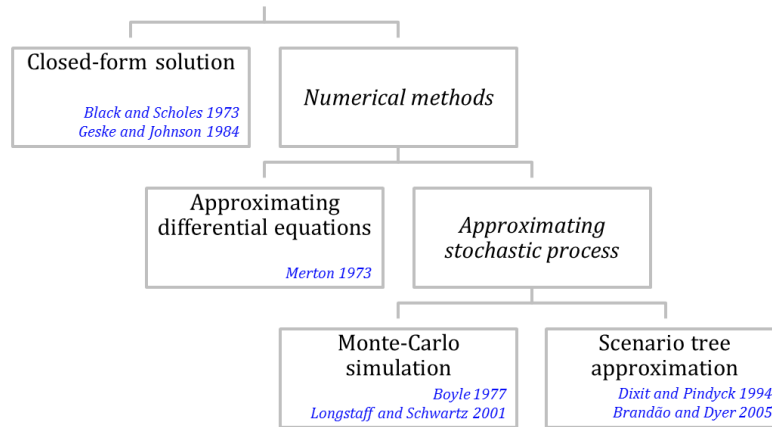 Closed-form solution
Black and Scholes 1973
Geske and Johnson 1984
Numerical methods
Approximating
differential equations
Merton 1973
Approximating
stochastic process
Monte-Carlo
simulation
Boyle 1977
Longstaff and Schwartz 2001
Scenario tree
approximation
Dixit and Pindyck 1994
Brandão and Dyer 2005